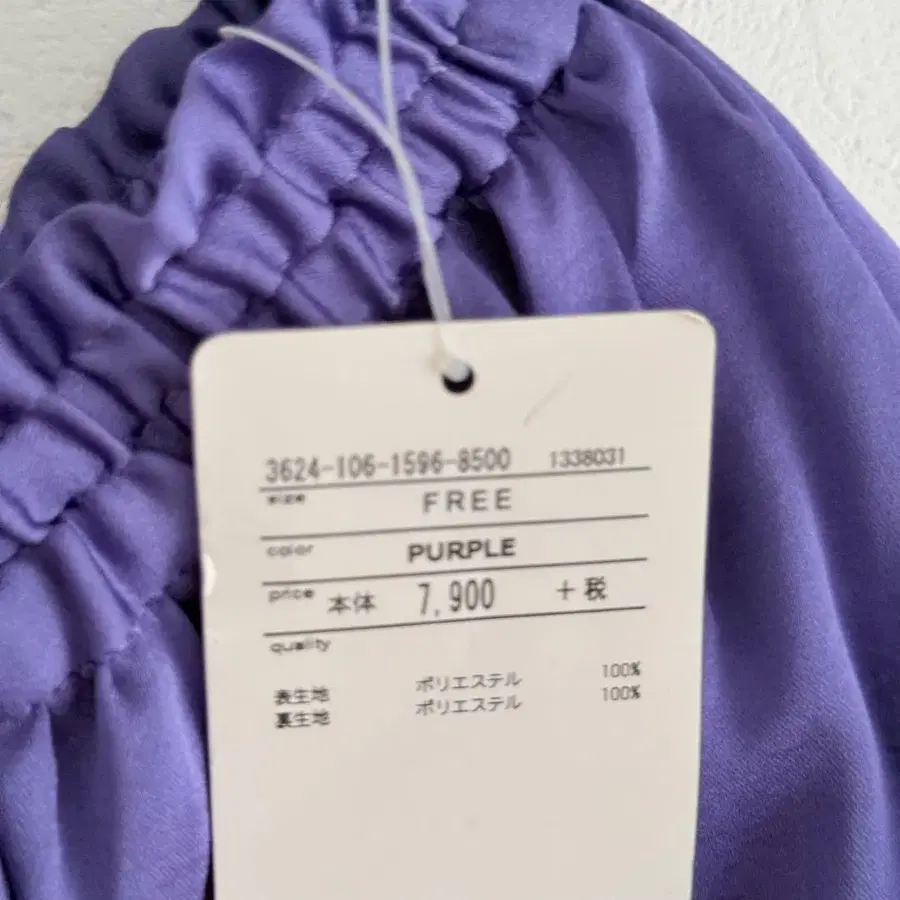 3624-106-1596-8500 1338031
size FREE
color PURPLE
price 本体 7,900 +税
quality
表生地 ポリエステル 100%
裏生地 ポリエステル 100%